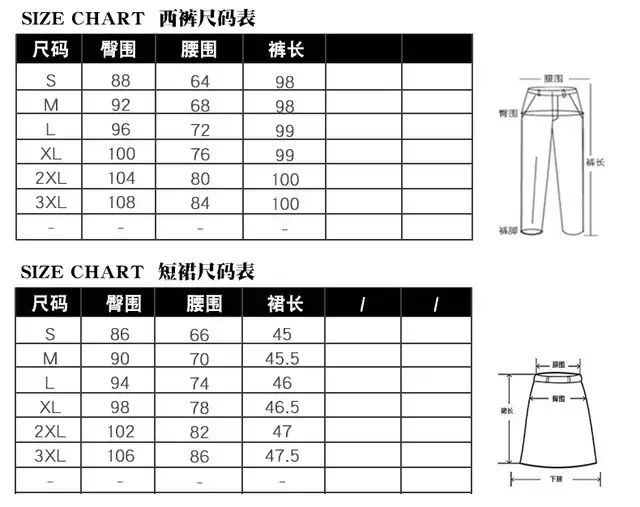 SIZE CHART 西裤尺码表
尺码 臀围 腰围 裤长
S 88 64 98
M 92 68 98
L 96 72 99
XL 100 76 99
2XL 104 80 100
3XL 108 84 100
- - - -
腰围
臀围
裤长
裤脚
SIZE CHART 短裙尺码表
尺码 臀围 腰围 裙长 / /
S 86 66 45
M 90 70 45.5
L 94 74 46
XL 98 78 46.5
2XL 102 82 47
3XL 106 86 47.5
- - - -
腰围
臀围
裙长
下摆